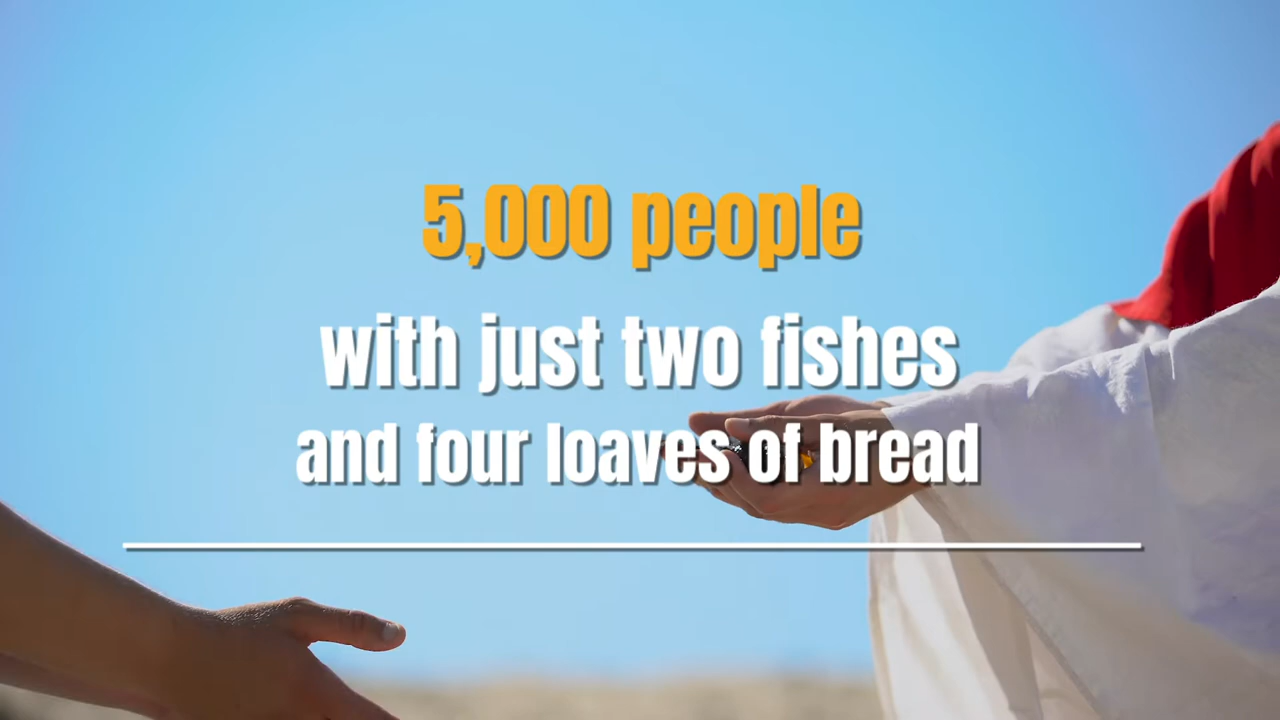 5,000 people
with just two fishes
and four loaves of bread